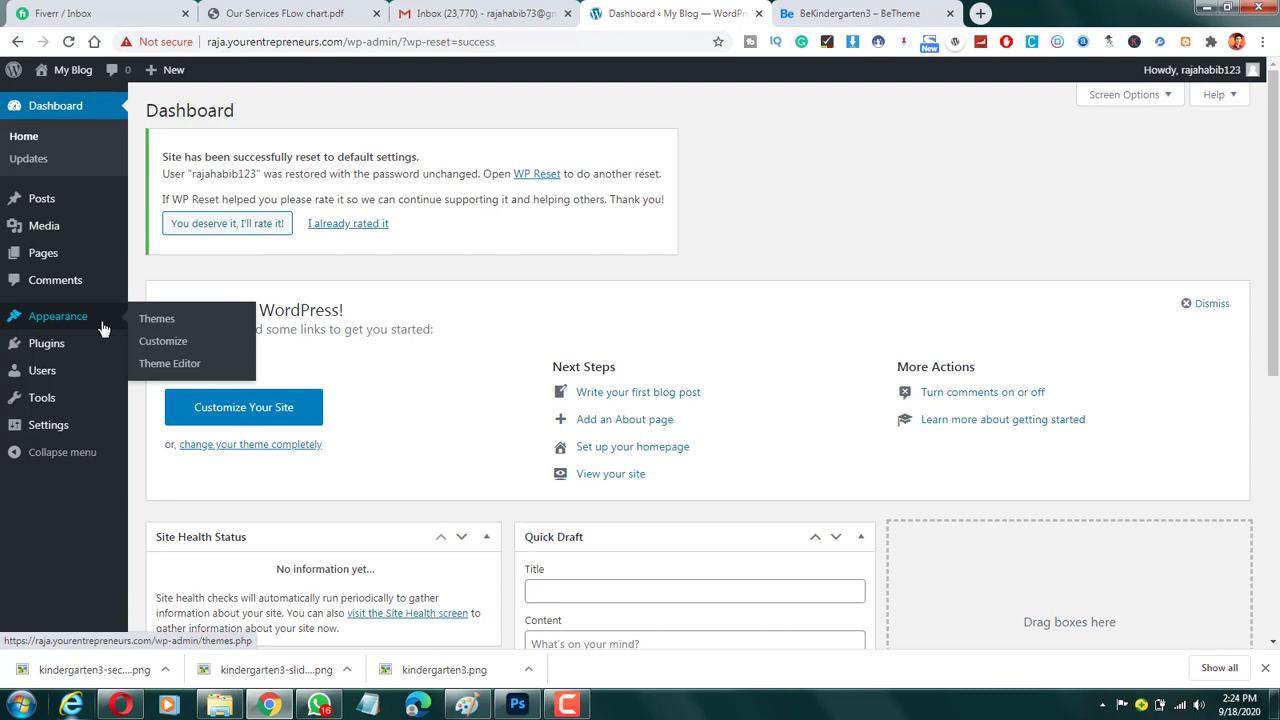 Fiverr / Inbox
Our Service FLow chart.pdf
Inbox (23,770) - rajahabib73@
Dashboard ‹ My Blog — WordPr
BeKindergarten3 – BeTheme
Not secure
raja.yourentrepreneurs.com/wp-admin/?wp-reset=success
New
My Blog
0
New
Howdy, rajahabib123
Dashboard
Home
Updates
Posts
Media
Pages
Comments
Appearance
Plugins
Users
Tools
Settings
Collapse menu
Themes
Customize
Theme Editor
Screen Options
Help
Dashboard
Site has been successfully reset to default settings.
User "rajahabib123" was restored with the password unchanged. Open WP Reset to do another reset.
If WP Reset helped you please rate it so we can continue supporting it and helping others. Thank you!
You deserve it, I'll rate it!
I already rated it
WordPress!
Dismiss
d some links to get you started:
Customize Your Site
or, change your theme completely
Next Steps
Write your first blog post
Add an About page
Set up your homepage
View your site
More Actions
Turn comments on or off
Learn more about getting started
Site Health Status
No information yet...
Site health checks will automatically run periodically to gather
information about your site. You can also visit the Site Health screen to
gather information about your site now.
Quick Draft
Title
Content
What's on your mind?
Drag boxes here
https://raja.yourentrepreneurs.com/wp-admin/themes.php
kindergarten3-sec....png
kindergarten3-slid....png
kindergarten3.png
Show all
16
Ps
2:24 PM
9/18/2020